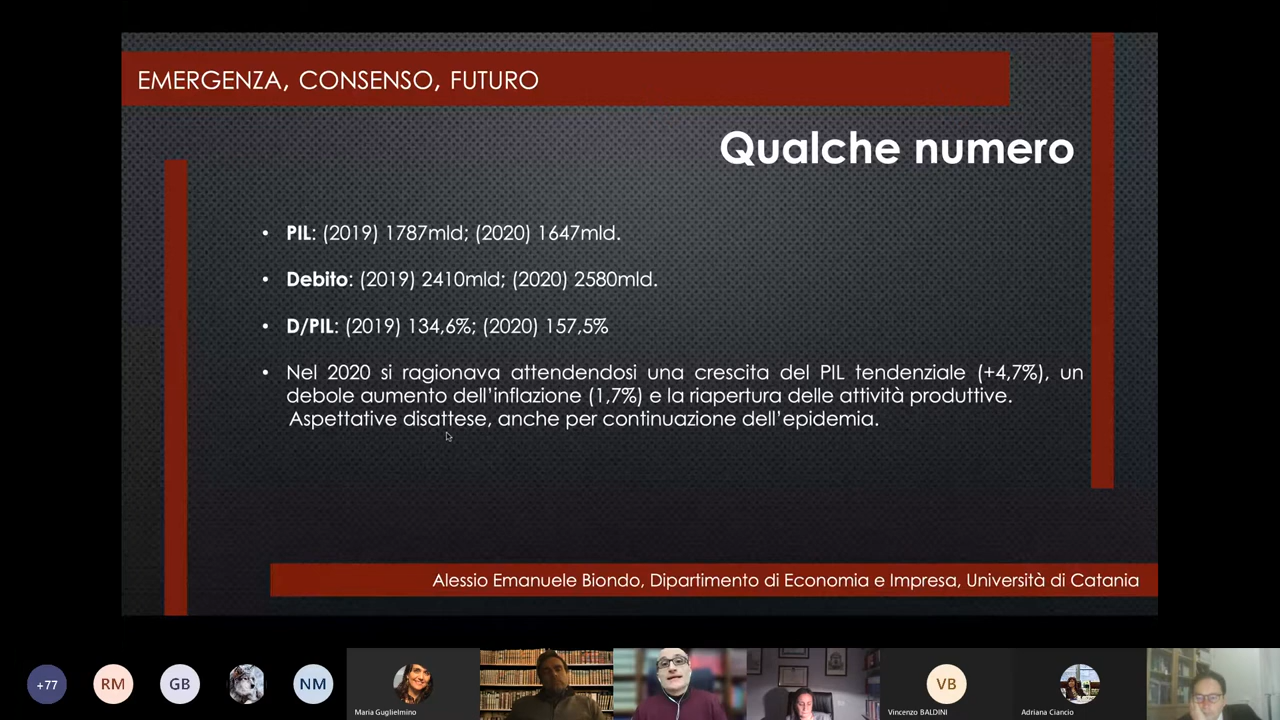 EMERGENZA, CONSENSO, FUTURO
Qualche numero
• PIL: (2019) 1787mld; (2020) 1647mld.
• Debito: (2019) 2410mld; (2020) 2580mld.
• D/PIL: (2019) 134,6%; (2020) 157,5%
• Nel 2020 si ragionava attendendosi una crescita del PIL tendenziale (+4,7%), un
debole aumento dell'inflazione (1,7%) e la riapertura delle attività produttive.
Aspettative disattese, anche per continuazione dell'epidemia.
Alessio Emanuele Biondo, Dipartimento di Economia e Impresa, Università di Catania
+77
RM
GB
NM
VB
Maria Guglielmino
Vincenzo BALDINI
Adriana Ciancio